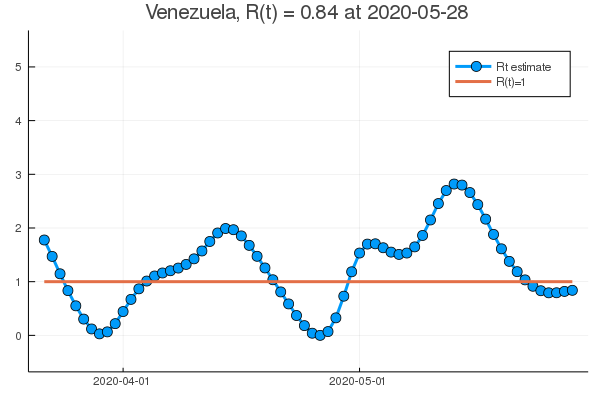 Venezuela, R(t) = 0.84 at 2020-05-28
5
Rt estimate
R(t)=1
4
3
2
1
0
2020-04-01
2020-05-01